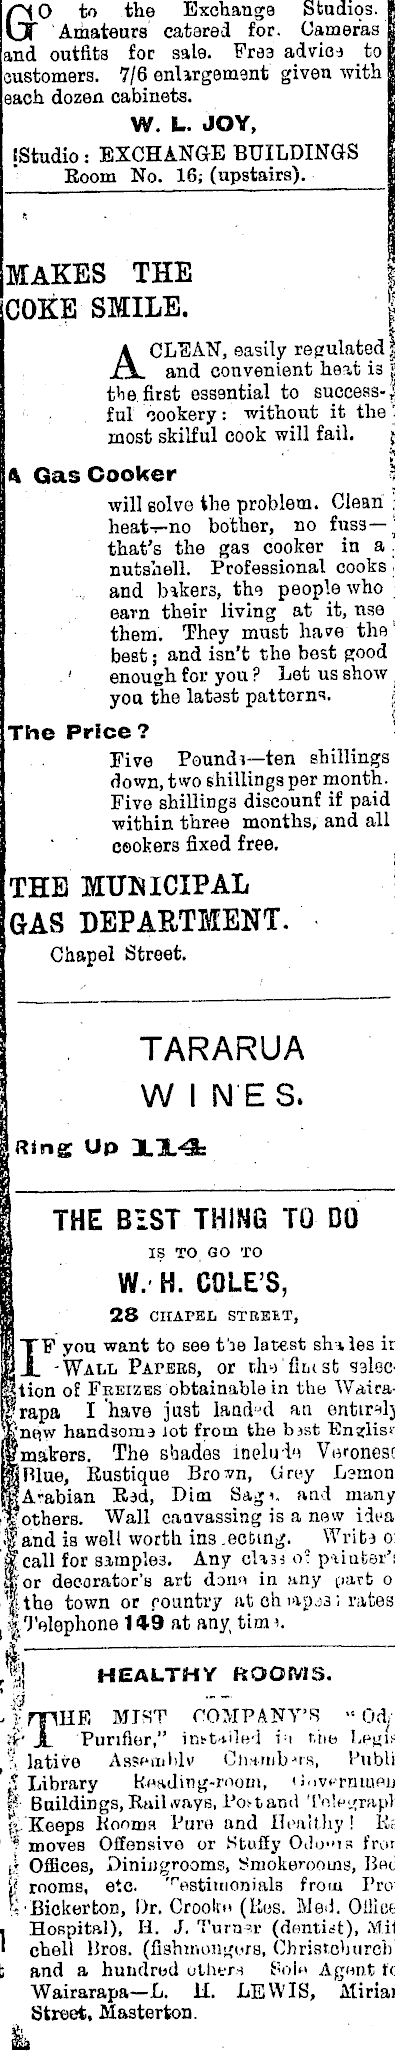 GO to the Exchange Studios.
Amateurs catered for. Cameras
and outfits for sale. Free advice to
customers. 7/6 enlargement given with
each dozen cabinets.
W. L. JOY,
Studio: EXCHANGE BUILDINGS
Room No. 16; (upstairs).
MAKES THE
COKE SMILE.
A CLEAN, easily regulated
and convenient heat is
the first essential to success-
ful cookery: without it the
most skilful cook will fail.
A Gas Cooker
will solve the problem. Clean
heat—no bother, no fuss—
that's the gas cooker in a
nutshell. Professional cooks
and bakers, the people who
earn their living at it, use
them. They must have the
best; and isn't the best good
enough for you? Let us show
you the latest patterns.
The Price?
Five Pounds—ten shillings
down, two shillings per month.
Five shillings discount if paid
within three months, and all
cookers fixed free.
THE MUNICIPAL
GAS DEPARTMENT.
Chapel Street.
TARARUA
WINES.
Ring Up 114
THE BEST THING TO DO
IS TO GO TO
W. H. COLE'S,
28 CHAPEL STREET,
IF you want to see the latest shades in
WALL PAPERS, or the finest selec-
tion of FREIZES obtainable in the Waira-
rapa I have just landed an entirely
new handsome lot from the best English
makers. The shades include Veronese
Blue, Rustique Brown, Grey Lemon
Arabian Red, Dim Sage, and many
others. Wall canvassing is a new idea
and is well worth inspecting. Write or
call for samples. Any class of painter's
or decorator's art done in any part o
the town or country at cheapest rates
Telephone 149 at any time.
HEALTHY ROOMS.
THE MIST COMPANY'S
Purifier," installed in the Legis
lative Assembly Chambers, Publi
Library Reading-room, Governmen
Buildings, Railways, Post and Telegraph
Keeps Rooms Pure and Healthy! Re
moves Offensive or Stuffy Odours from
Offices, Diningrooms, Smokerooms, Bed
rooms, etc. Testimonials from Pro
Bickerton, Dr. Crooke (Res. Med. Office
Hospital), H. J. Turner (dentist), Mit
chell Bros. (fishmongers, Christchurch
and a hundred others Sole Agent fo
Wairarapa—L. H. LEWIS, Miriam
Street, Masterton.